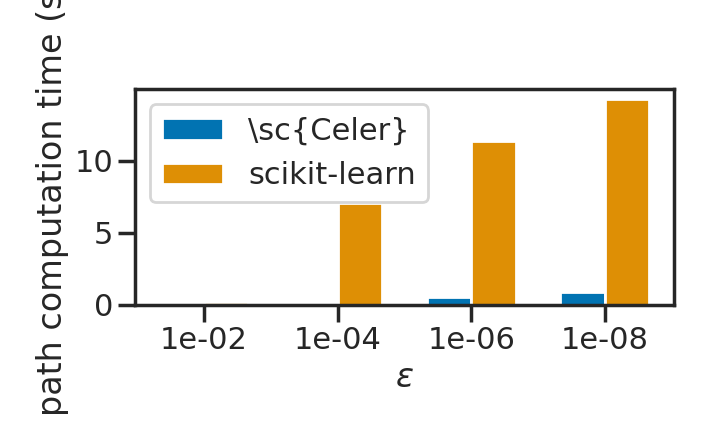 path computation time (s
\sc{Celer}
scikit-learn
10
5
0
1e-02 1e-04 1e-06 1e-08
ε